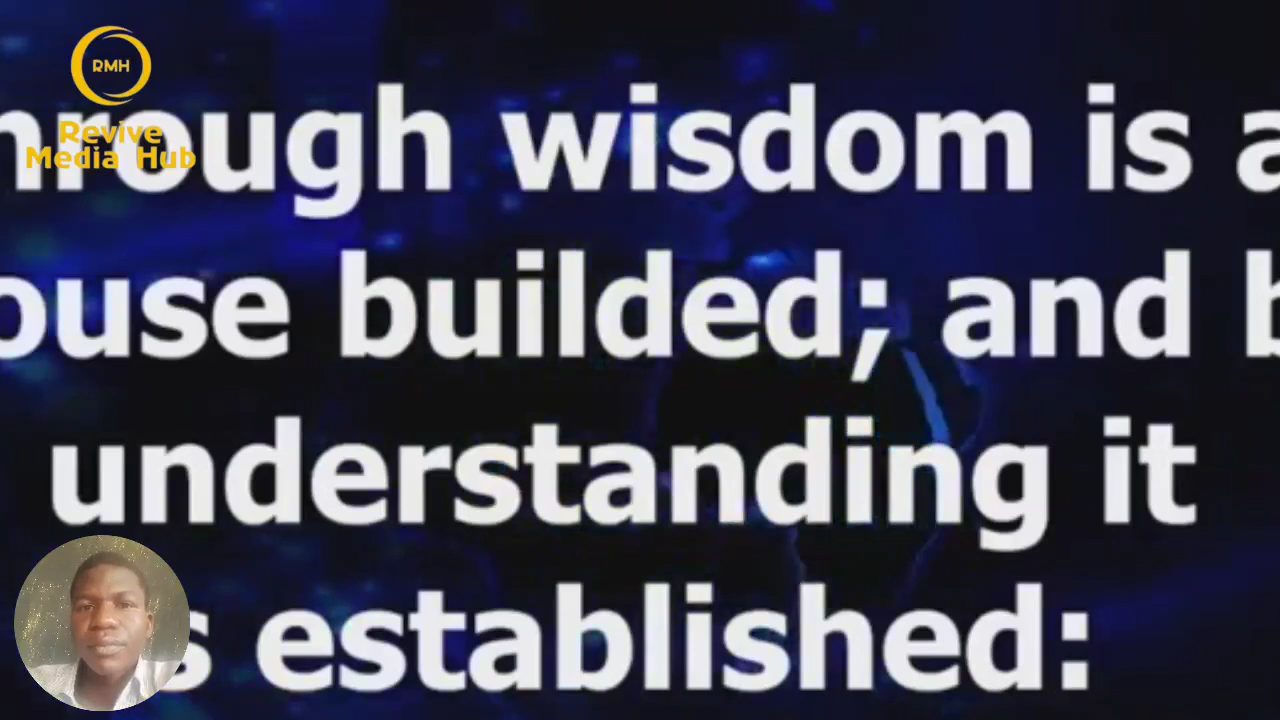 RMH
Revive
Media Hub
hrough wisdom is a
ouse builded; and b
understanding it
s established: